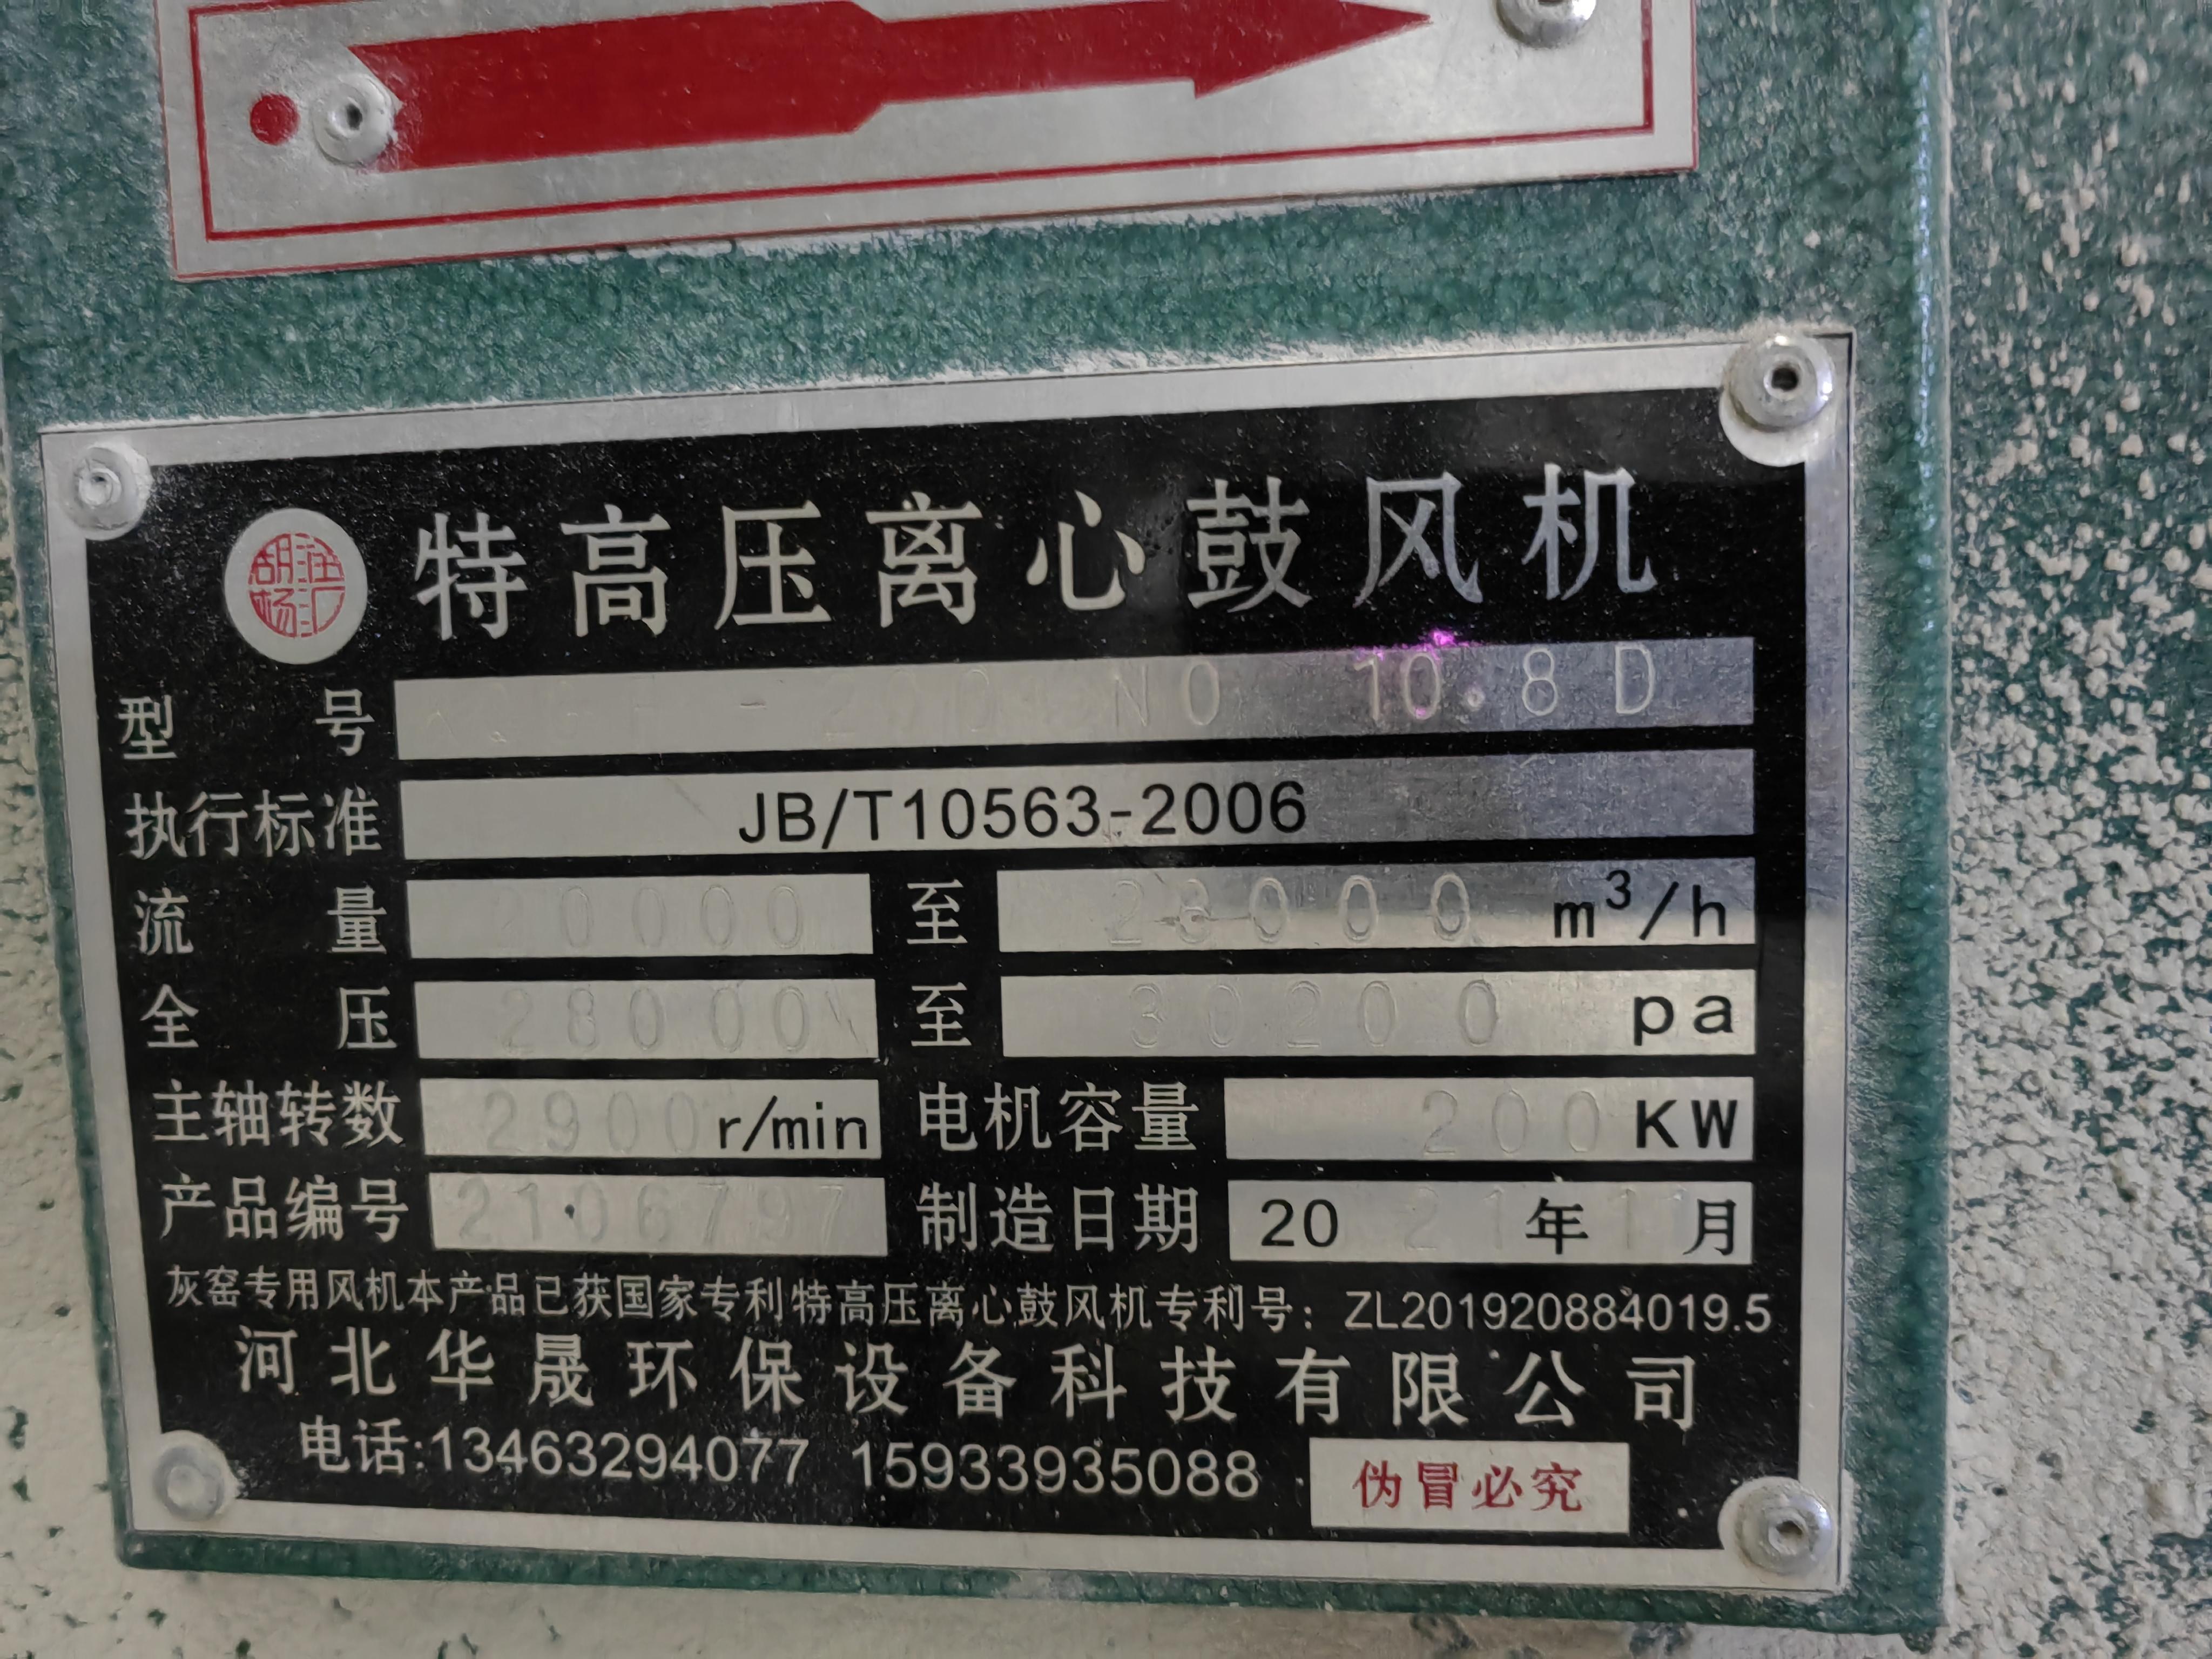 胡杨 润汇
特高压离心鼓风机
型号 - 200 NO 10.8D
执行标准 JB/T10563-2006
流量 20000 至 28000 m³/h
全压 28000 至 30200 pa
主轴转数 2900 r/min 电机容量 200 KW
产品编号 2106797 制造日期 2021年11月
灰窑专用风机本产品已获国家专利特高压离心鼓风机专利号：ZL201920884019.5
河北华晟环保设备科技有限公司
电话:13463294077 15933935088 伪冒必究